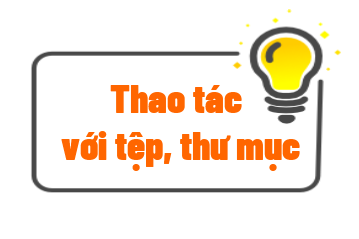 Thao tác
với tệp, thư mục